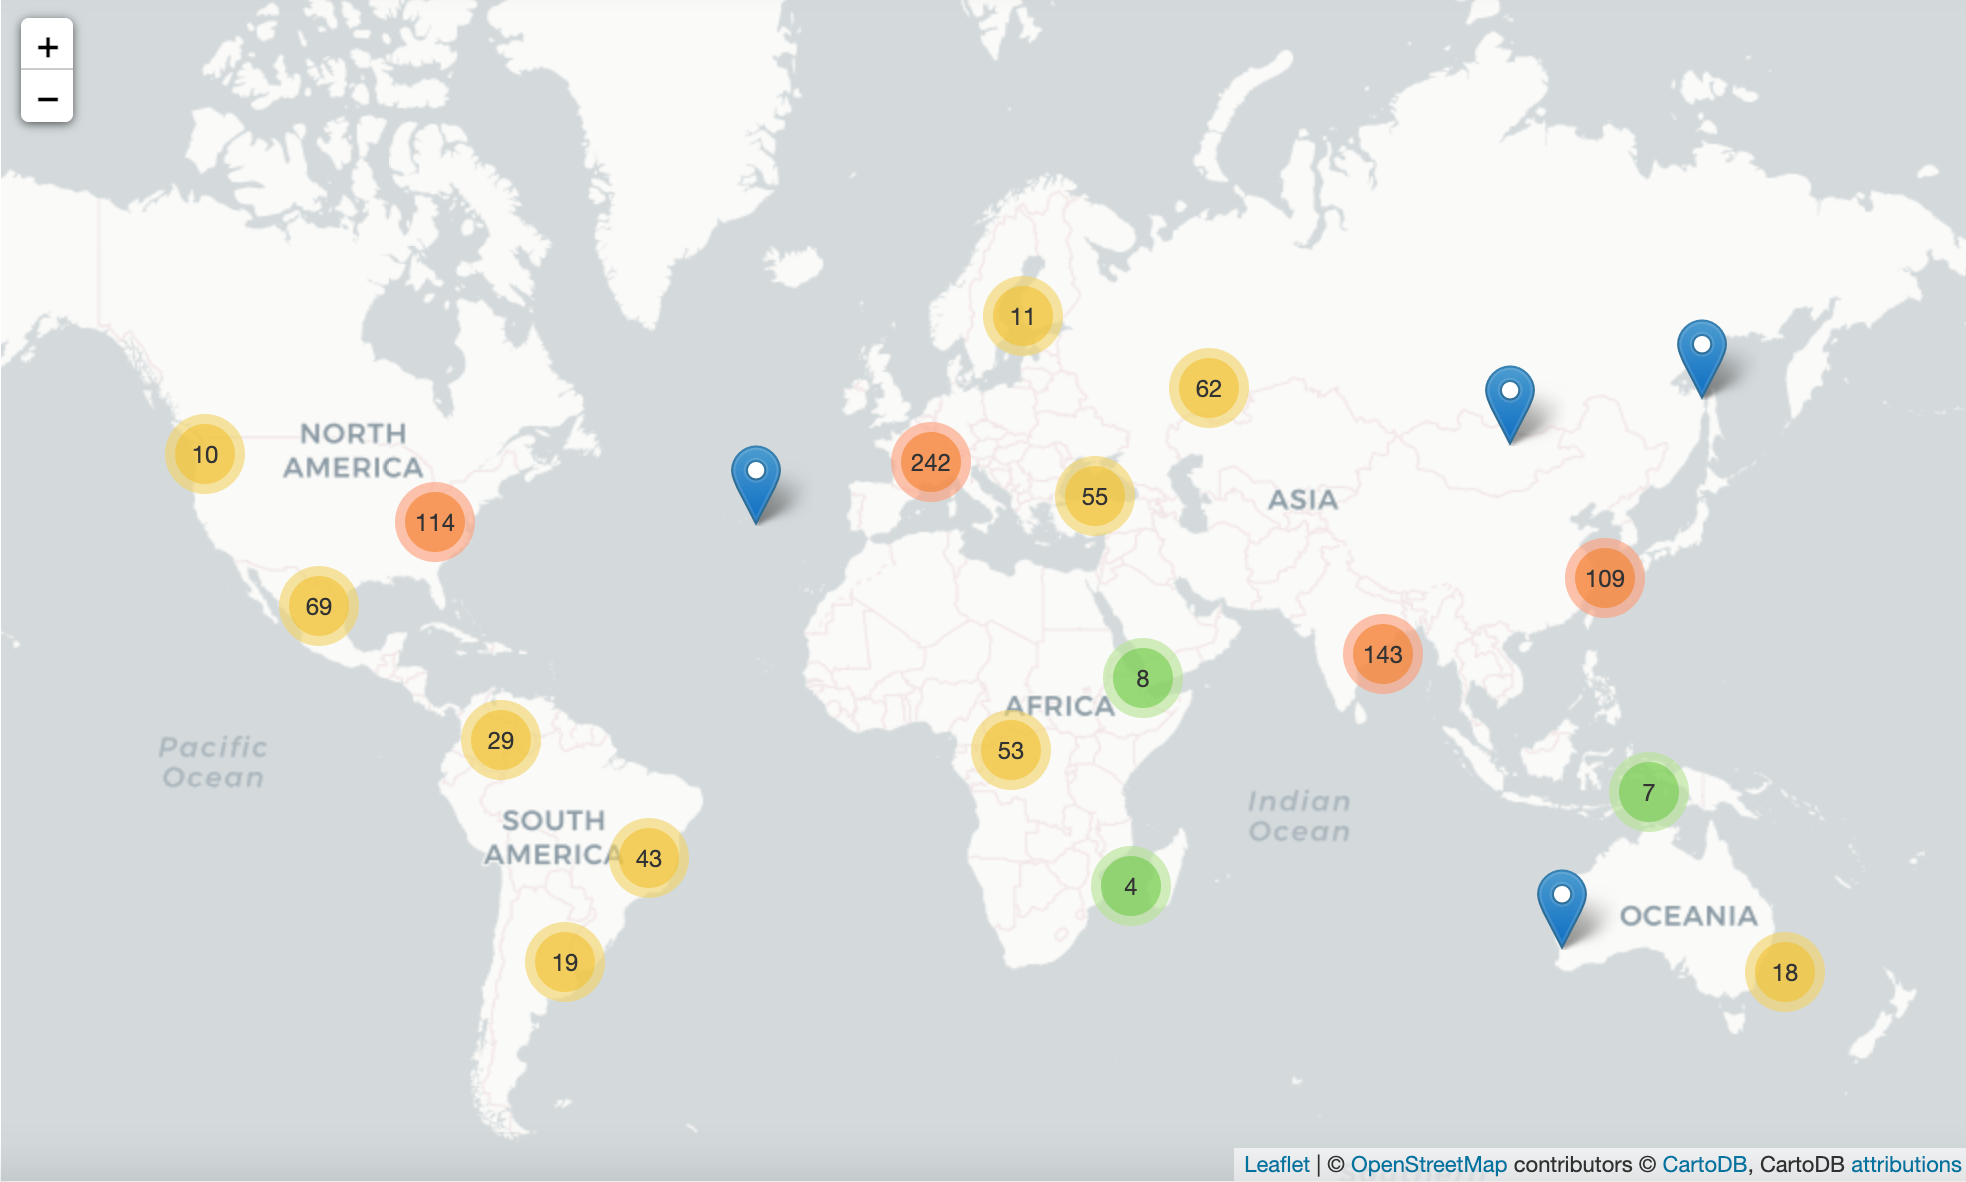 +
−
11
62
10
NORTH
AMERICA
242
55
ASIA
114
109
69
143
8
AFRICA
29
53
Pacific
Ocean
7
Indian
Ocean
SOUTH
AMERICA
43
4
OCEANIA
19
18
Leaflet | © OpenStreetMap contributors © CartoDB, CartoDB attributions